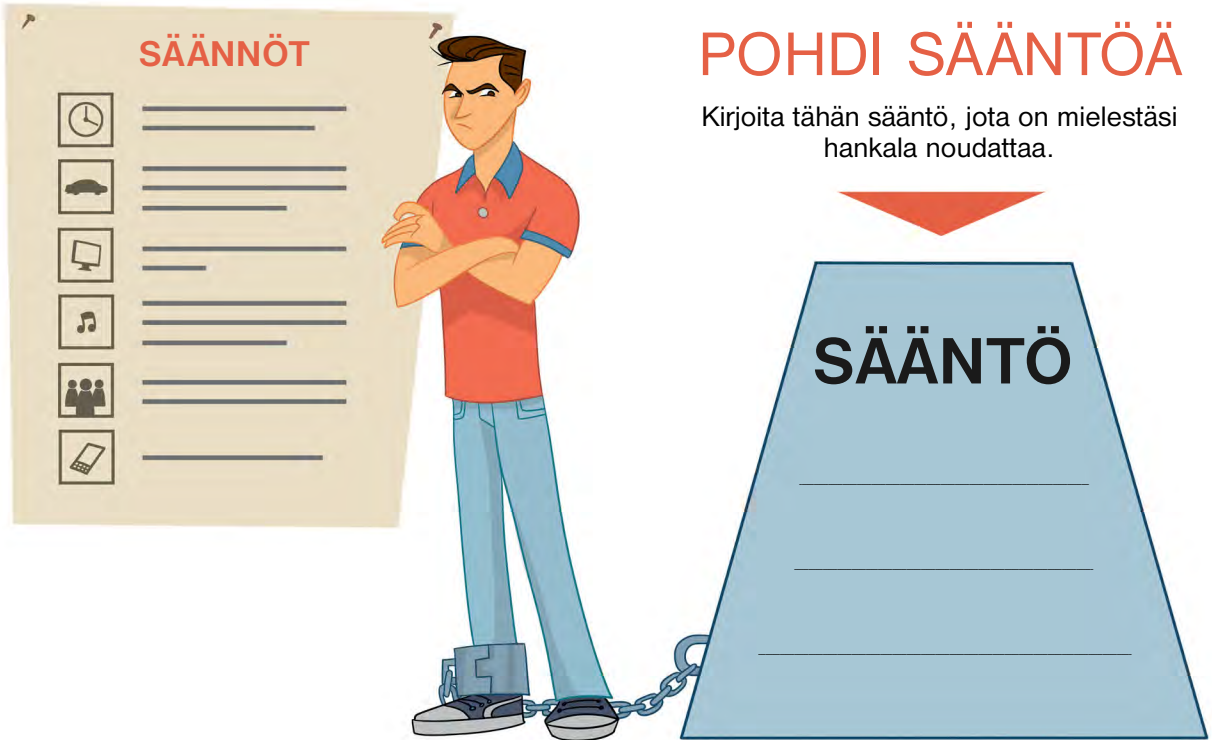 SÄÄNNÖT
POHDI SÄÄNTÖÄ
Kirjoita tähän sääntö, jota on mielestäsi
hankala noudattaa.
SÄÄNTÖ